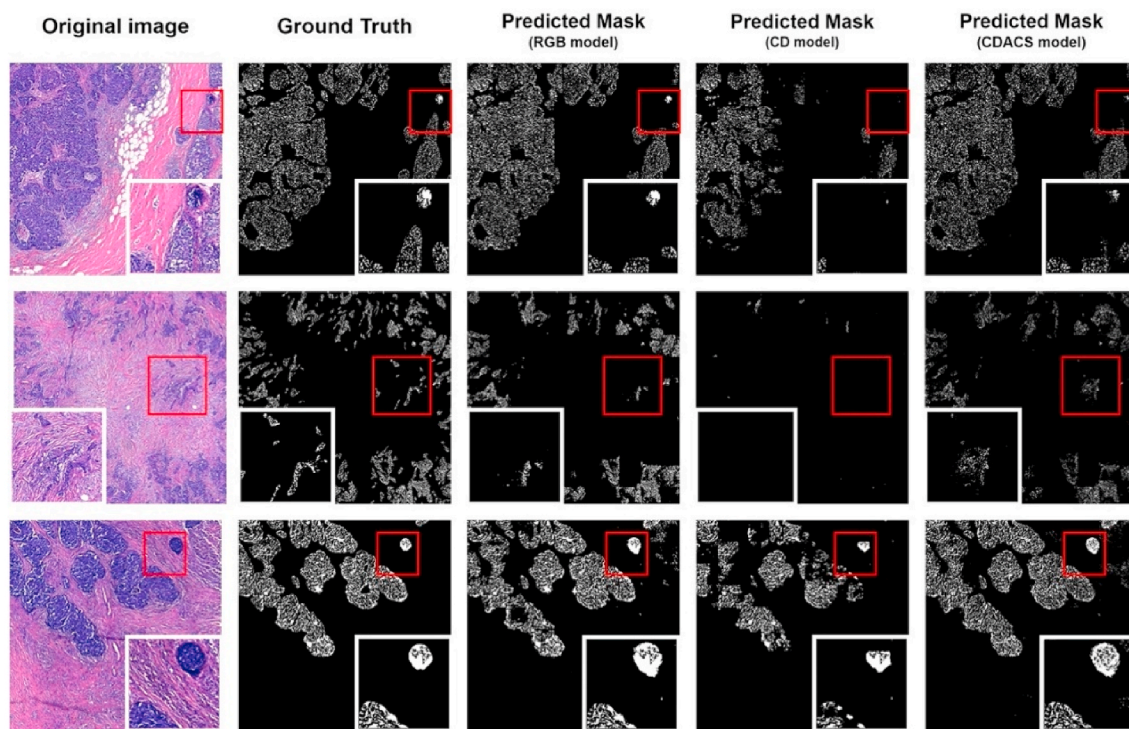 Original image
Ground Truth
Predicted Mask
(RGB model)
Predicted Mask
(CD model)
Predicted Mask
(CDACS model)